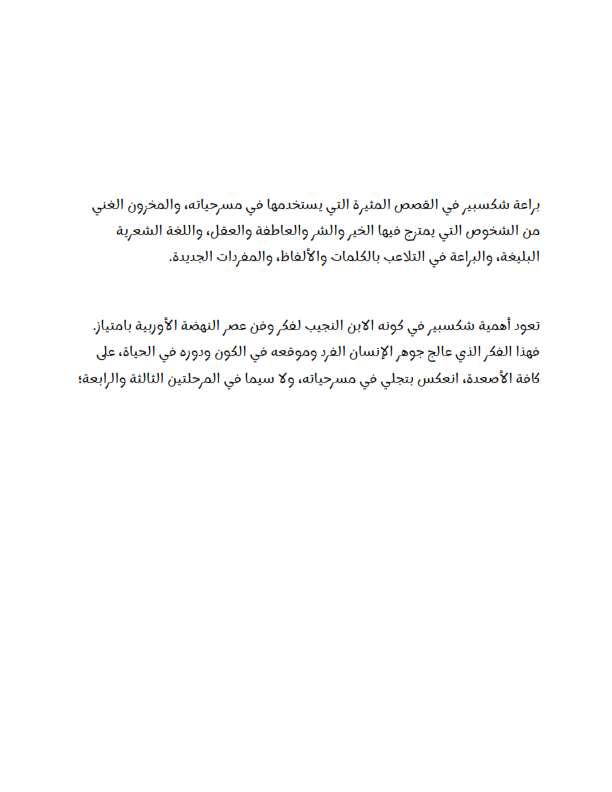 براعة شكسبير في القصص المثيرة التي يستخدمها في مسرحياته، والمخزون الغني
من الشخوص التي يمتزج فيها الخير والشر والعاطفة والعقل، واللغة الشعرية
البليغة، والبراعة في التلاعب بالكلمات والألفاظ، والمفردات الجديدة.
تعود أهمية شكسبير في كونه الابن النجيب لفكر وفن عصر النهضة الأوربية بامتياز.
فهذا الفكر الذي عالج جوهر الإنسان الفرد وموقعه في الكون ودوره في الحياة، على
كافة الأصعدة، انعكس بتجلي في مسرحياته، ولا سيما في المرحلتين الثالثة والرابعة؛